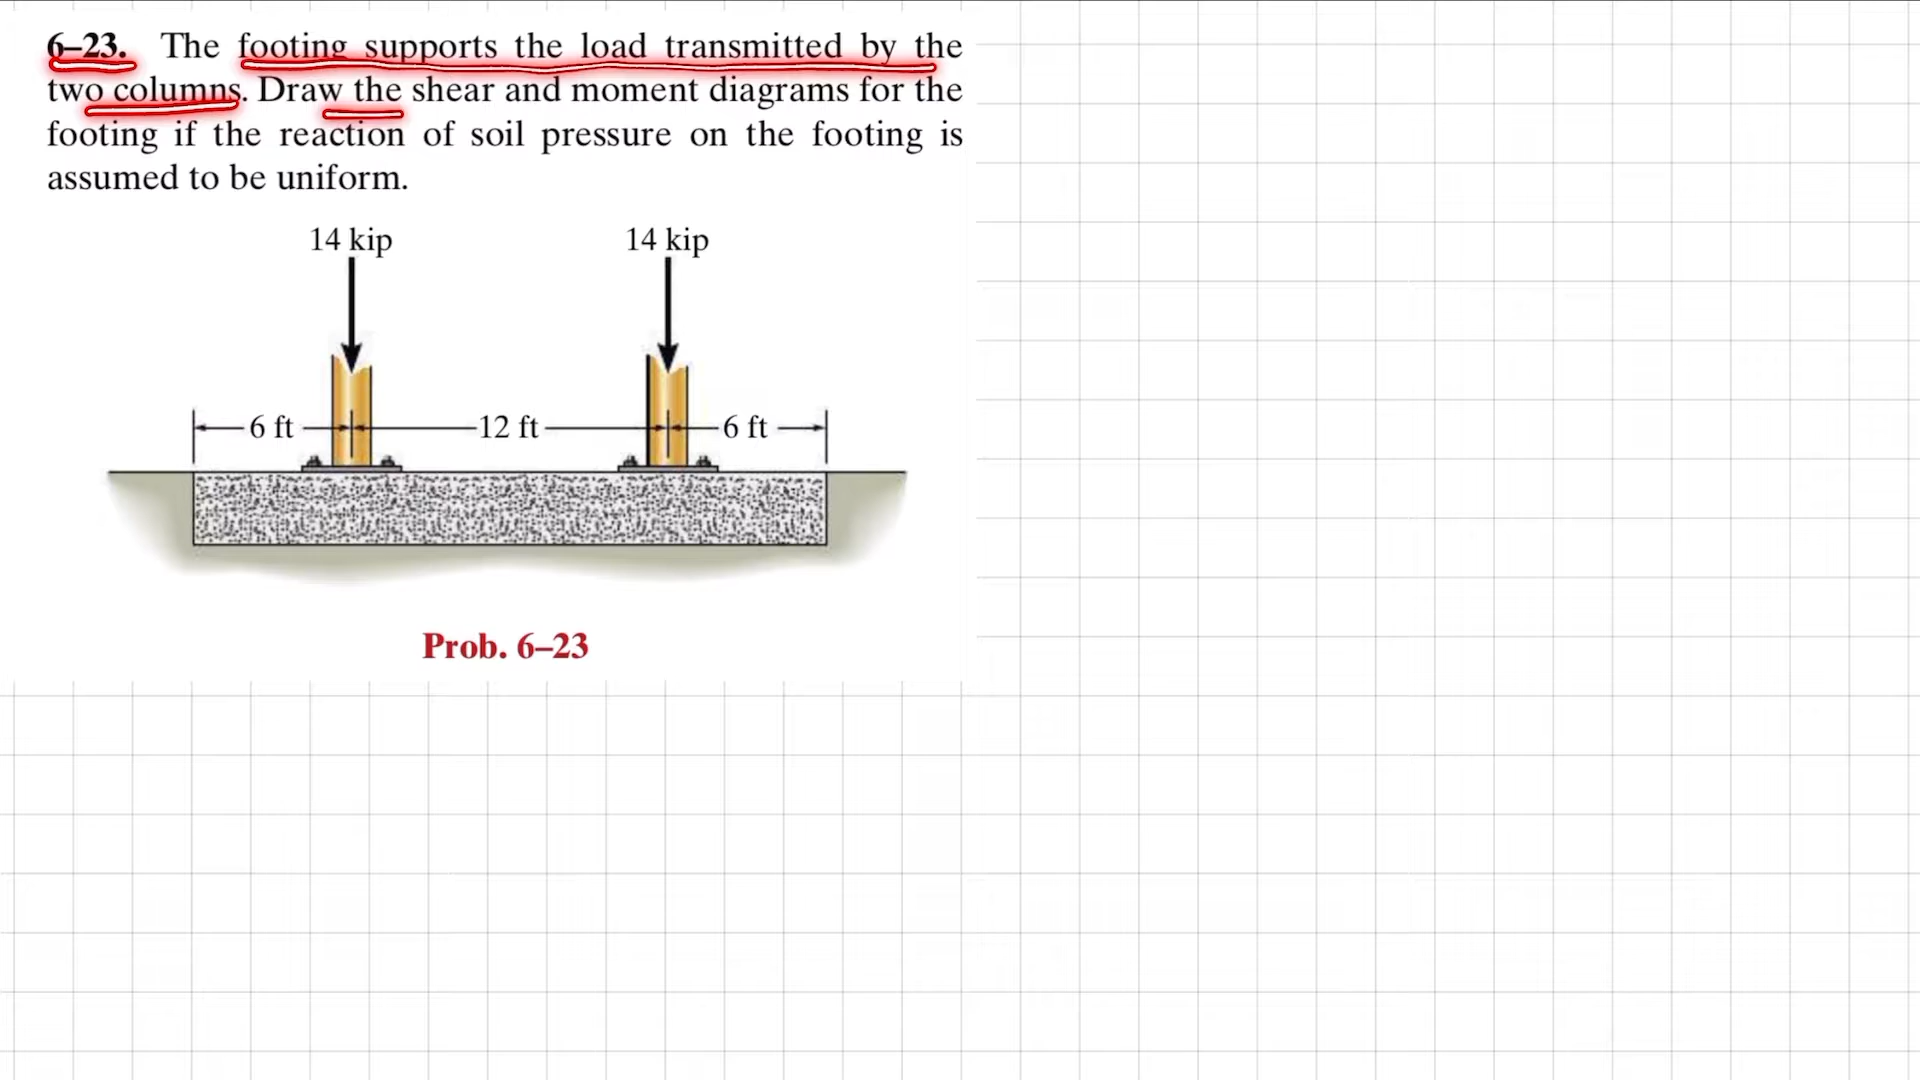 6–23. The footing supports the load transmitted by the
two columns. Draw the shear and moment diagrams for the
footing if the reaction of soil pressure on the footing is
assumed to be uniform.
14 kip 14 kip
6 ft 12 ft 6 ft
Prob. 6–23